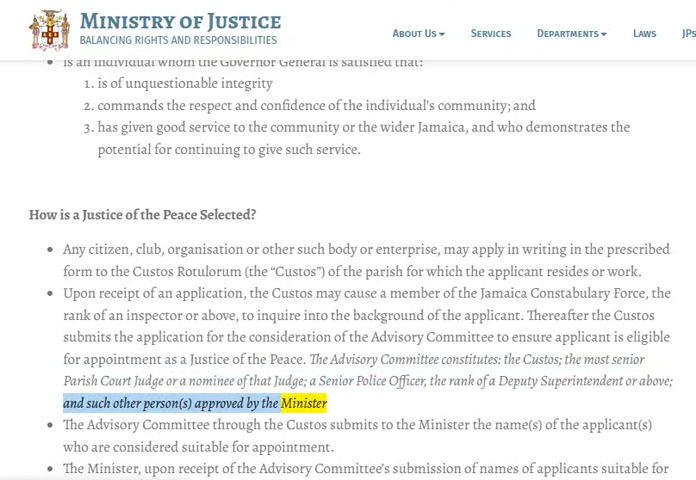 Ministry of Justice
BALANCING RIGHTS AND RESPONSIBILITIES
About Us Services Departments Laws JPs
is an individual whom the Governor General is satisfied that:
1. is of unquestionable integrity
2. commands the respect and confidence of the individual's community; and
3. has given good service to the community or the wider Jamaica, and who demonstrates the
potential for continuing to give such service.
How is a Justice of the Peace Selected?
Any citizen, club, organisation or other such body or enterprise, may apply in writing in the prescribed
form to the Custos Rotulorum (the “Custos”) of the parish for which the applicant resides or work.
Upon receipt of an application, the Custos may cause a member of the Jamaica Constabulary Force, the
rank of an inspector or above, to inquire into the background of the applicant. Thereafter the Custos
submits the application for the consideration of the Advisory Committee to ensure applicant is eligible
for appointment as a Justice of the Peace. The Advisory Committee constitutes: the Custos; the most senior
Parish Court Judge or a nominee of that Judge; a Senior Police Officer, the rank of a Deputy Superintendent or above;
and such other person(s) approved by the Minister
The Advisory Committee through the Custos submits to the Minister the name(s) of the applicant(s)
who are considered suitable for appointment.
The Minister, upon receipt of the Advisory Committee's submission of names of applicants suitable for